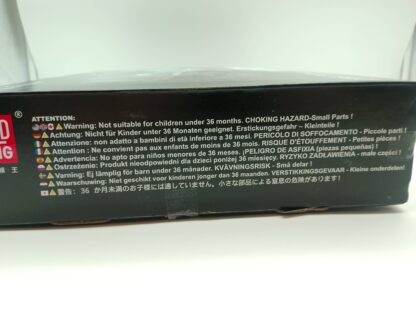 ®
D
NG
王
ATTENTION:
Warning: Not suitable for children under 36 months. CHOKING HAZARD-Small Parts !
Achtung: Nicht für Kinder unter 36 Monaten geeignet. Erstickungsgefahr – Kleinteile !
Attenzione: non adatto a bambini di età inferiore a 36 mesi. PERICOLO DI SOFFOCAMENTO - Piccole parti !
Attention : Ne convient pas aux enfants de moins de 36 mois. RISQUE D'ÉTOUFFEMENT - Petites pièces !
Advertencia: No apto para niños menores de 36 meses. ¡PELIGRO DE ASFIXIA (piezas pequeñas)!
Ostrzeżenie: Produkt nieodpowiedni dla dzieci poniżej 36 miesięcy. RYZYKO ZADŁAWIENIA - małe części !
Varning: Ej lämplig för barn under 36 månader. KVÄVNINGSRISK - Små delar !
Waarschuwing: Niet geschikt voor kinderen jonger dan 36 maanden. VERSTIKKINGSGEVAAR - Kleine onderdelen!
警告: 36 か月未満のお子様には適していません。小さな部品による窒息の危険があります!